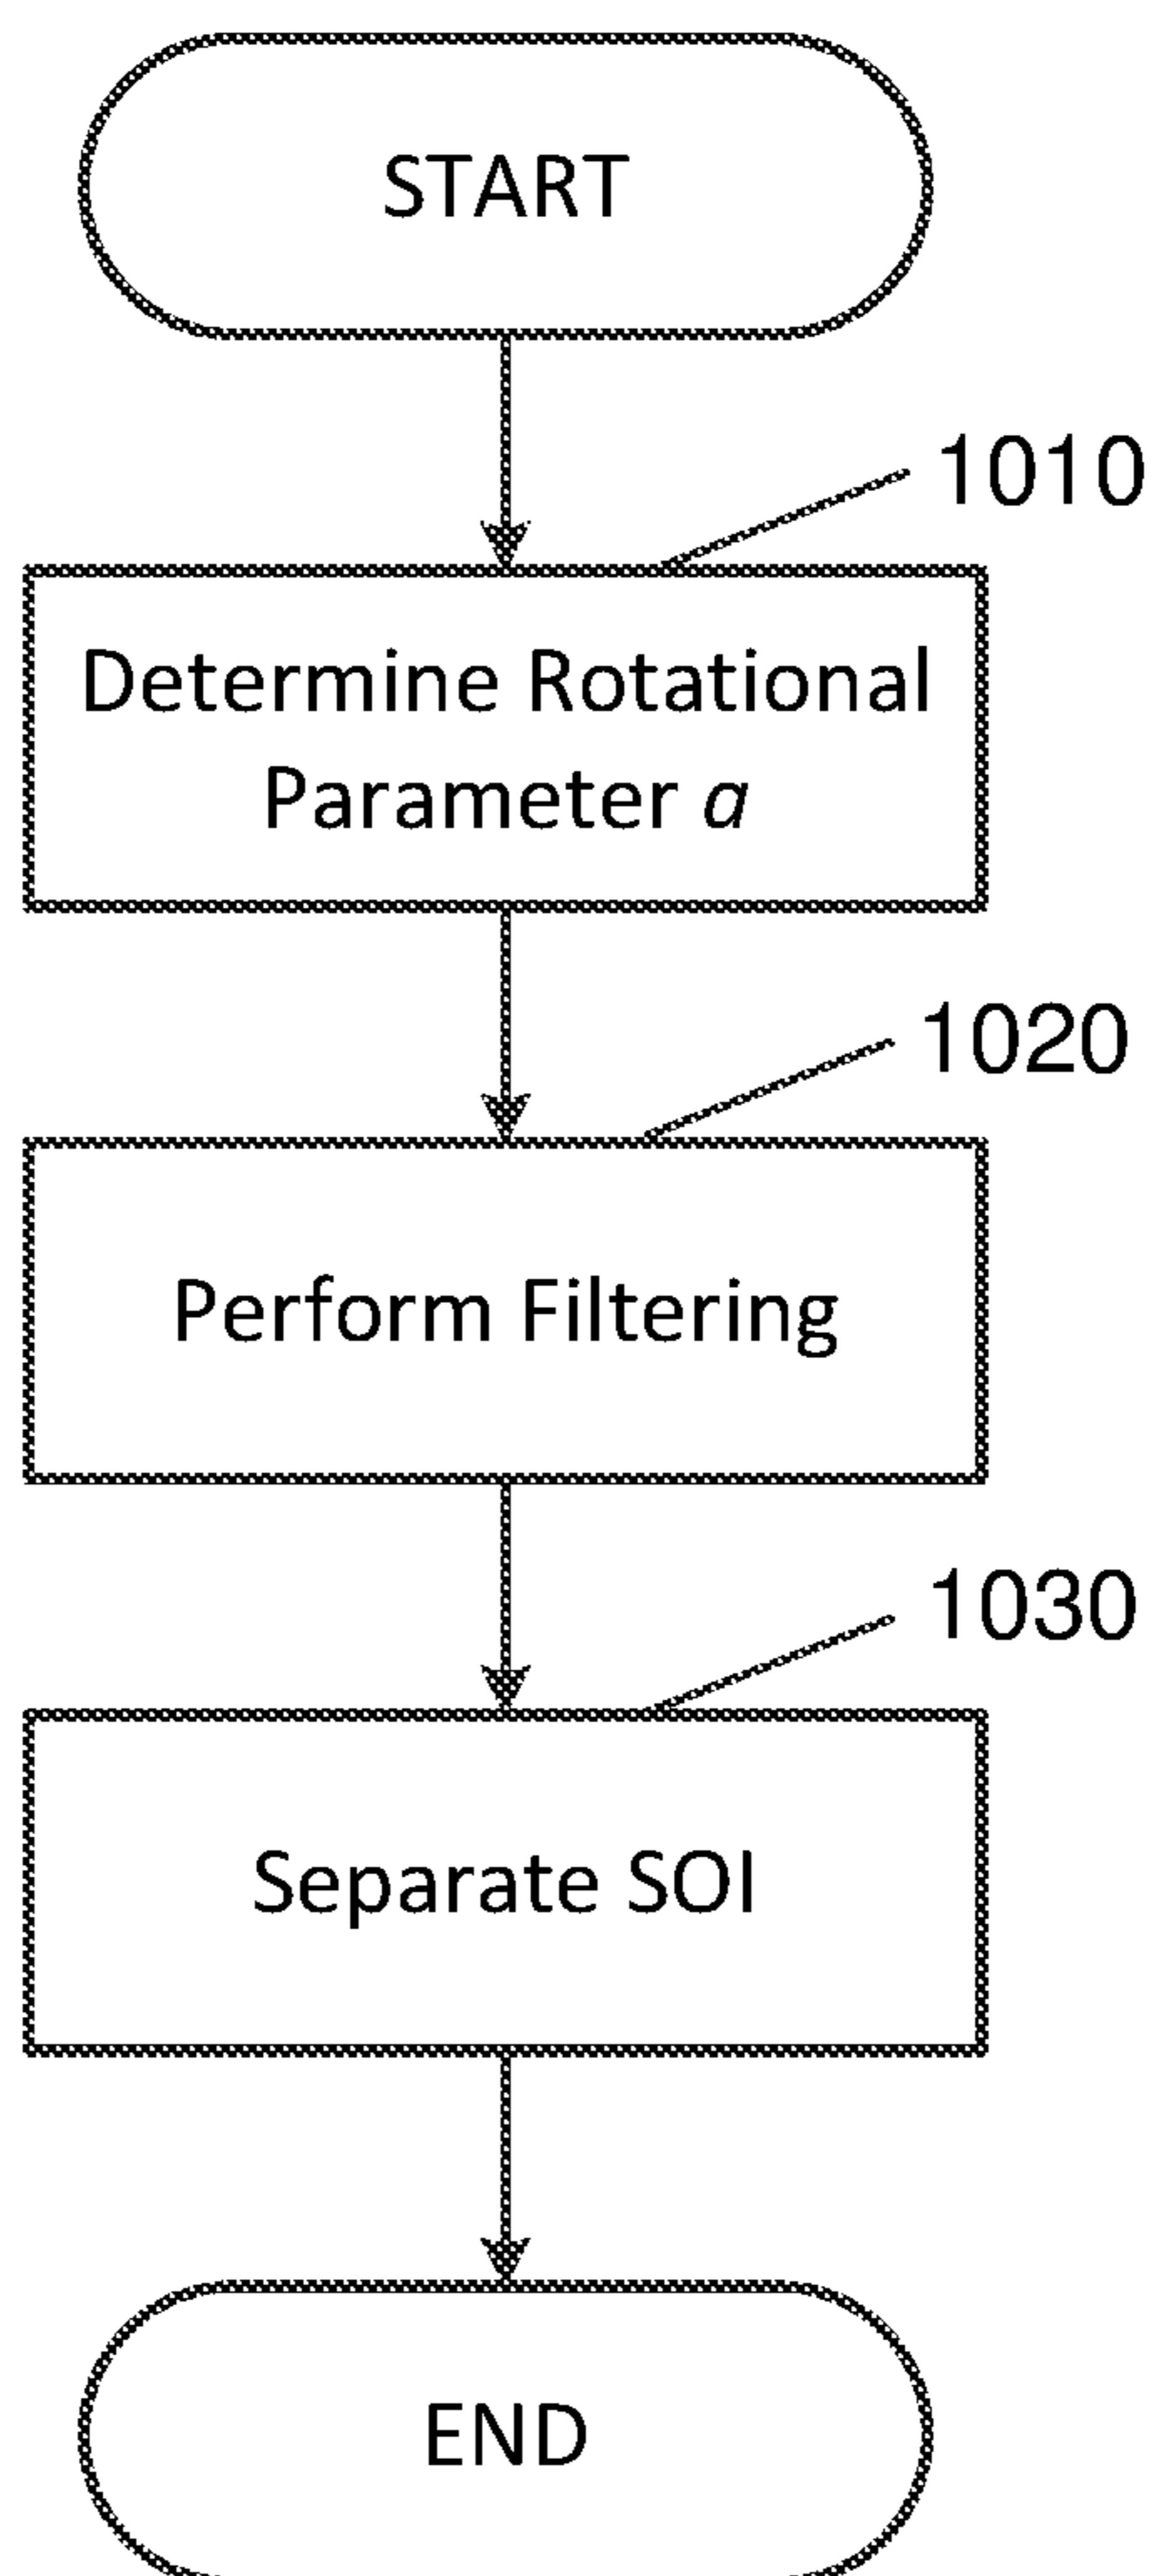 START
1010
Determine Rotational
Parameter a
1020
Perform Filtering
1030
Separate SOI
END